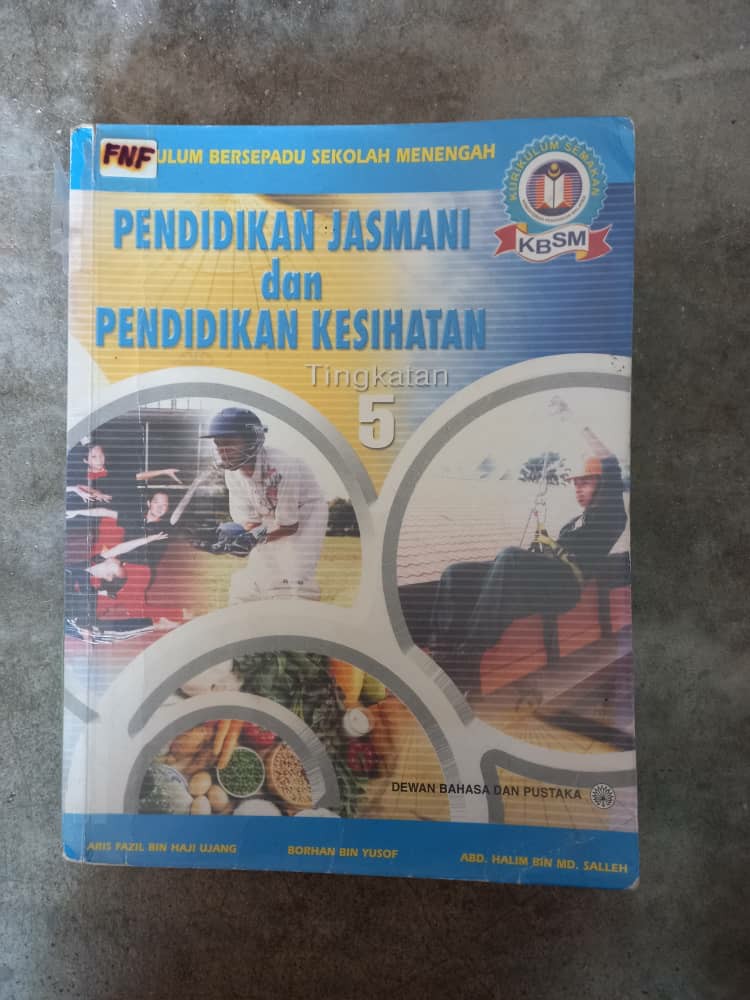 FNF
ULUM BERSEPADU SEKOLAH MENENGAH
KURIKULUM SEMAKAN
KBSM
PENDIDIKAN JASMANI
dan
PENDIDIKAN KESIHATAN
Tingkatan
5
DEWAN BAHASA DAN PUSTAKA
ARIS FAZIL BIN HAJI UJANG
BORHAN BIN YUSOF
ABD. HALIM BIN MD. SALLEH